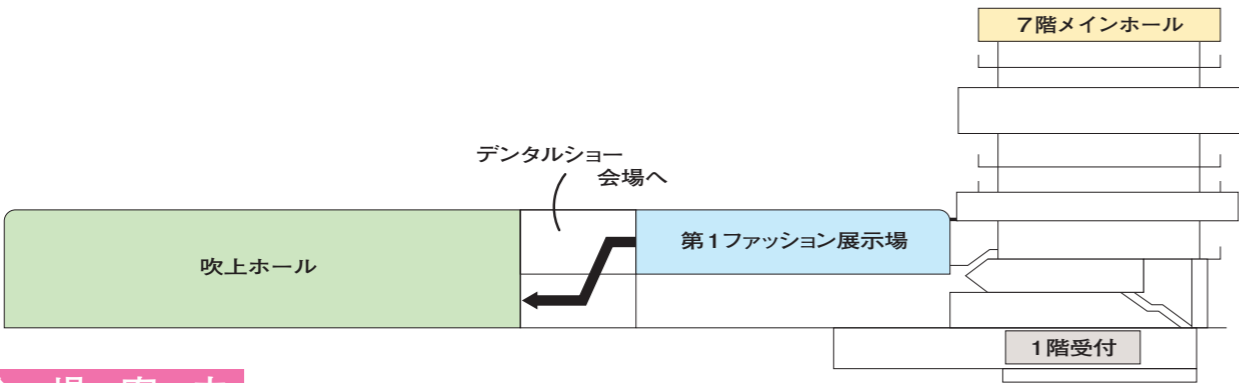 7階メインホール
デンタルショー
会場へ
第1ファッション展示場
吹上ホール
1階受付